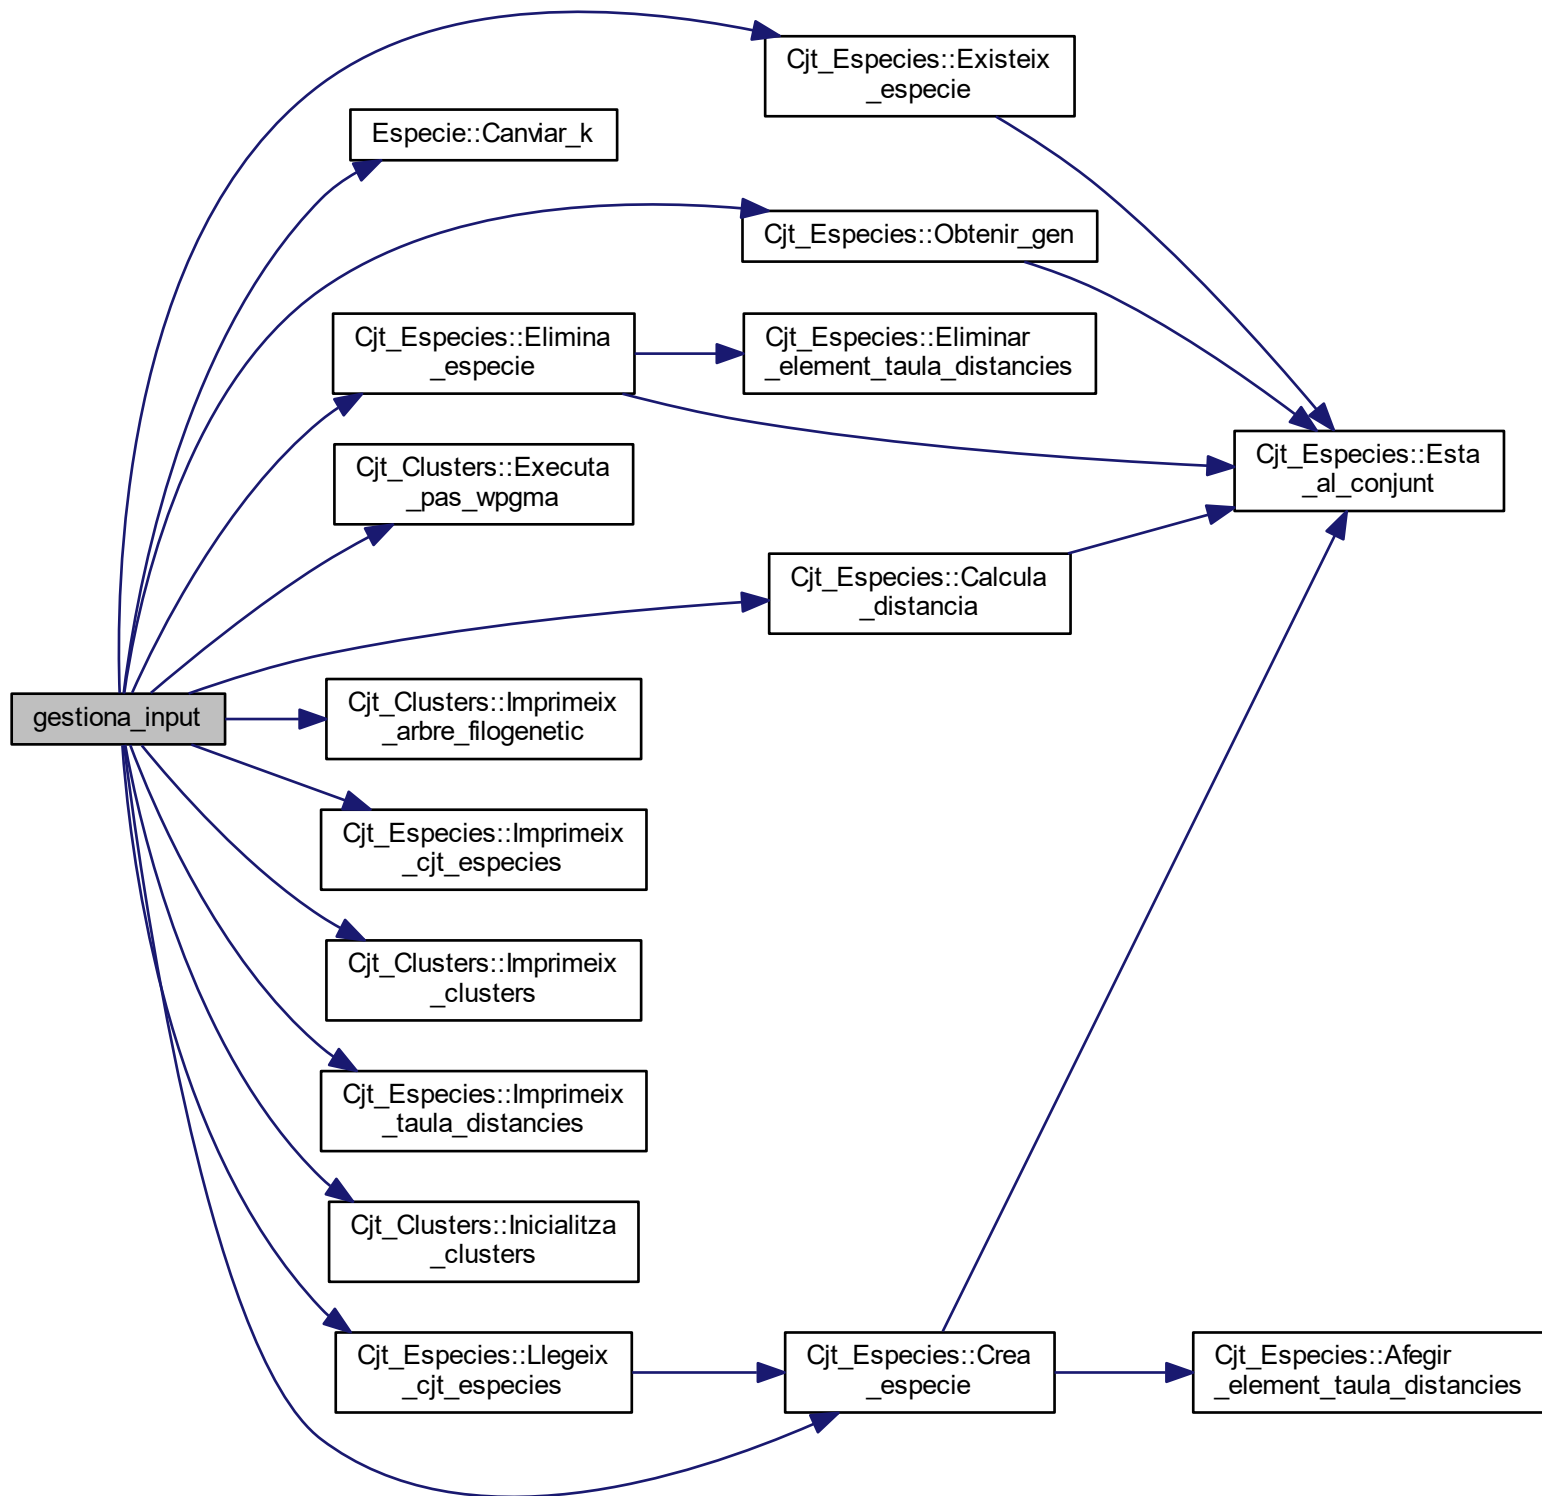 Cjt_Especies::Existeix
_especie
Especie::Canviar_k
Cjt_Especies::Obtenir_gen
Cjt_Especies::Elimina
_especie
Cjt_Especies::Eliminar
_element_taula_distancies
Cjt_Clusters::Executa
_pas_wpgma
Cjt_Especies::Esta
_al_conjunt
Cjt_Especies::Calcula
_distancia
gestiona_input
Cjt_Clusters::Imprimeix
_arbre_filogenetic
Cjt_Especies::Imprimeix
_cjt_especies
Cjt_Clusters::Imprimeix
_clusters
Cjt_Especies::Imprimeix
_taula_distancies
Cjt_Clusters::Inicialitza
_clusters
Cjt_Especies::Llegeix
_cjt_especies
Cjt_Especies::Crea
_especie
Cjt_Especies::Afegir
_element_taula_distancies